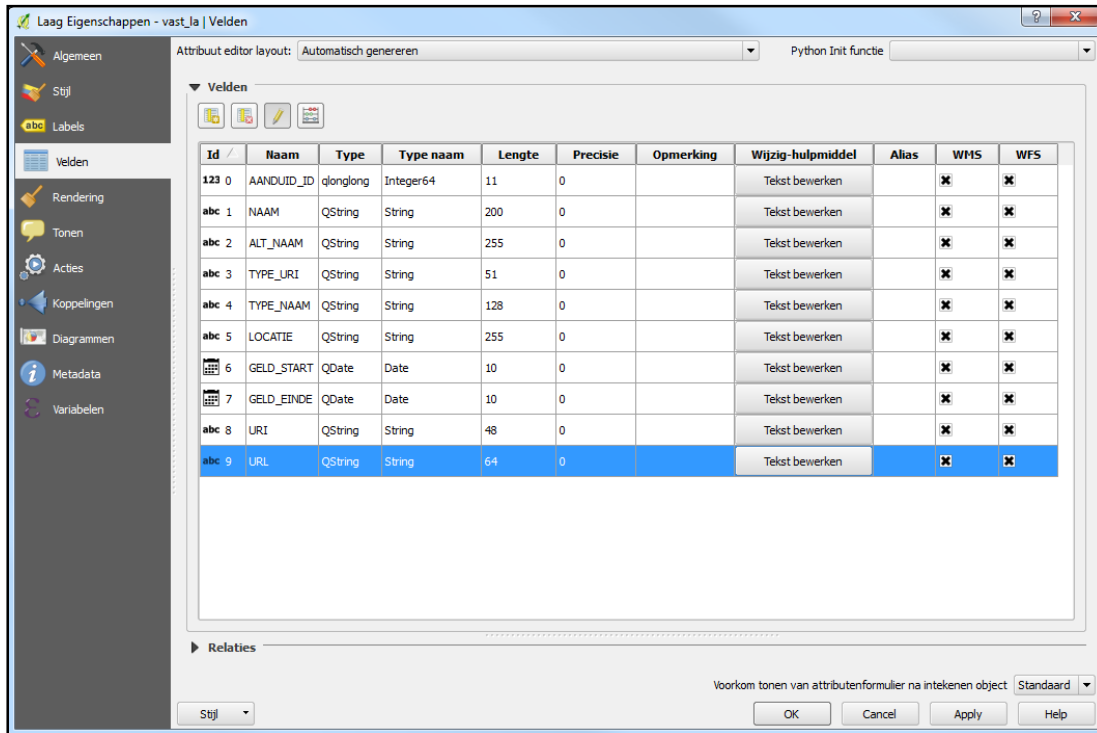 Laag Eigenschappen - vast_la | Velden
Algemeen
Stijl
abc Labels
Velden
Rendering
Tonen
Acties
Koppelingen
Diagrammen
Metadata
Variabelen
Attribuut editor layout: Automatisch genereren Python Init functie
Velden
Id Naam Type Type naam Lengte Precisie Opmerking Wijzig-hulpmiddel Alias WMS WFS
123 0 AANDUID_ID qlonglong Integer64 11 0 Tekst bewerken
abc 1 NAAM QString String 200 0 Tekst bewerken
abc 2 ALT_NAAM QString String 255 0 Tekst bewerken
abc 3 TYPE_URI QString String 51 0 Tekst bewerken
abc 4 TYPE_NAAM QString String 128 0 Tekst bewerken
abc 5 LOCATIE QString String 255 0 Tekst bewerken
6 GELD_START QDate Date 10 0 Tekst bewerken
7 GELD_EINDE QDate Date 10 0 Tekst bewerken
abc 8 URI QString String 48 0 Tekst bewerken
abc 9 URL QString String 64 0 Tekst bewerken
Relaties
Voorkom tonen van attributenformulier na intekenen object Standaard
Stijl OK Cancel Apply Help